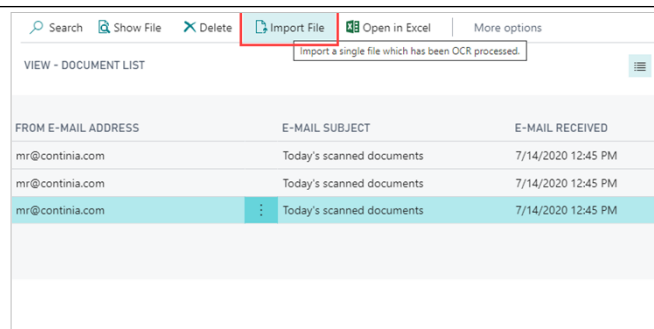 Search Show File Delete Import File Open in Excel More options
Import a single file which has been OCR processed.
VIEW - DOCUMENT LIST
FROM E-MAIL ADDRESS E-MAIL SUBJECT E-MAIL RECEIVED
mr@continia.com Today's scanned documents 7/14/2020 12:45 PM
mr@continia.com Today's scanned documents 7/14/2020 12:45 PM
mr@continia.com Today's scanned documents 7/14/2020 12:45 PM